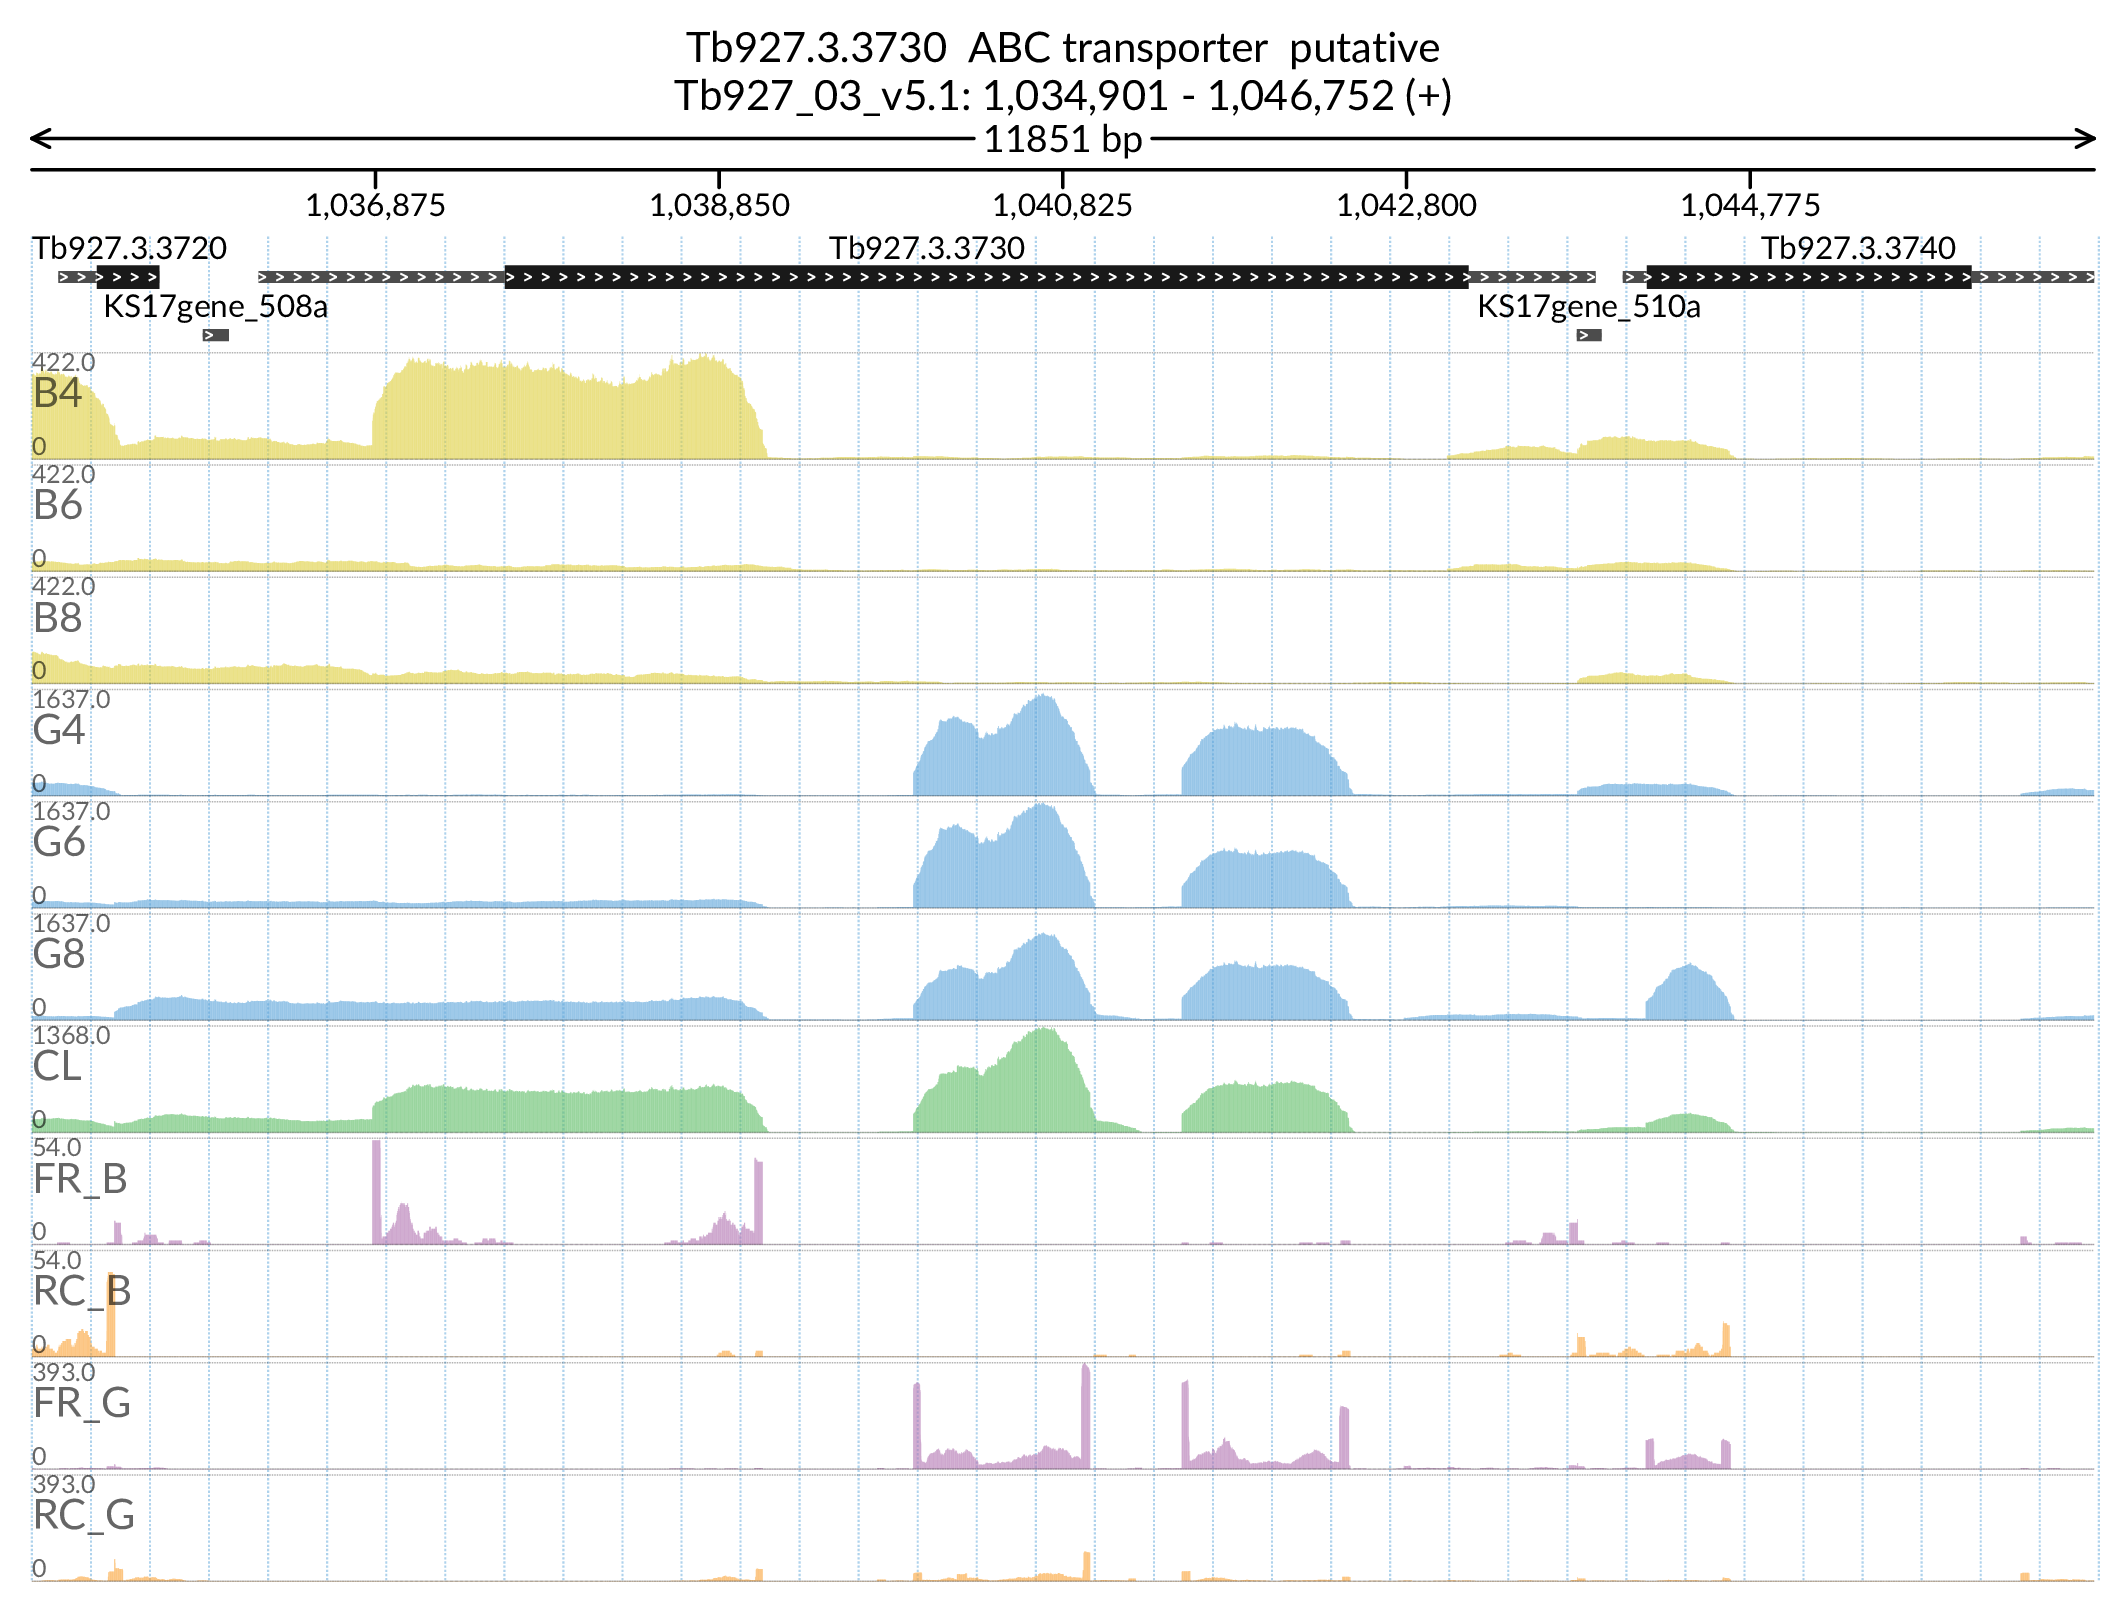 Tb927.3.3730  ABC transporter  putative
Tb927_03_v5.1: 1,034,901 - 1,046,752 (+)
11851 bp
1,036,875 1,038,850 1,040,825 1,042,800 1,044,775
Tb927.3.3720 Tb927.3.3730 Tb927.3.3740
KS17gene_508a KS17gene_510a
422.0
B4
0
422.0
B6
0
422.0
B8
0
1637.0
G4
0
1637.0
G6
0
1637.0
G8
0
1368.0
CL
0
54.0
FR_B
0
54.0
RC_B
0
393.0
FR_G
0
393.0
RC_G
0